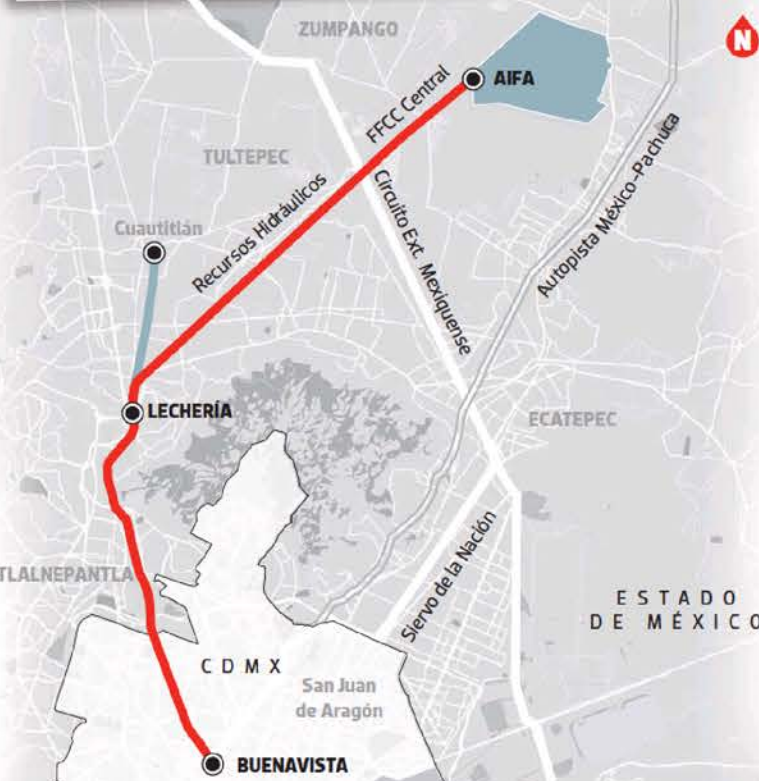 ZUMPANGO
N
AIFA
FFCC Central
TULTEPEC
Recursos Hidráulicos
Circuito Ext. Mexiquense
Autopista México-Pachuca
Cuautitlán
LECHERÍA
ECATEPEC
Siervo de la Nación
TLALNEPANTLA
ESTADO
DE MÉXICO
CDMX
San Juan
de Aragón
BUENAVISTA